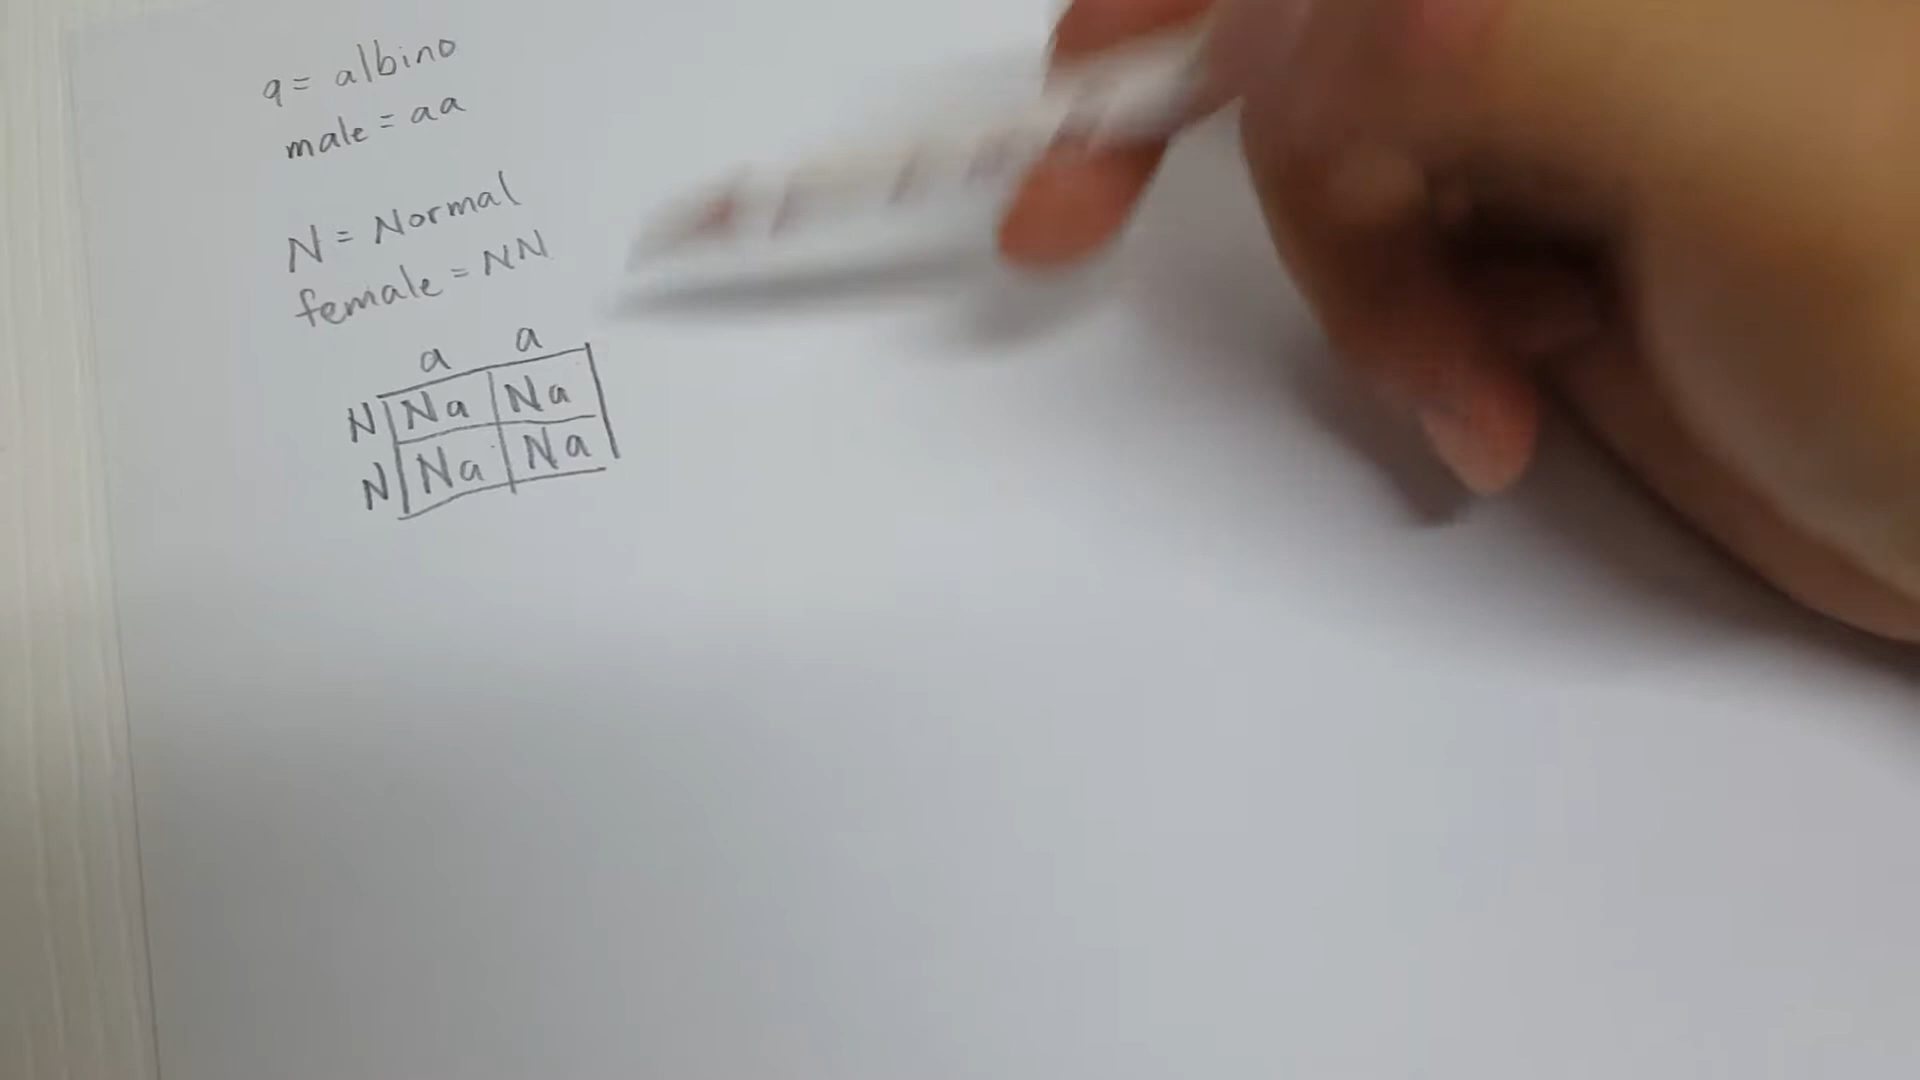 a = albino
male = aa
N = Normal
female = NN
a a
N Na Na
N Na Na